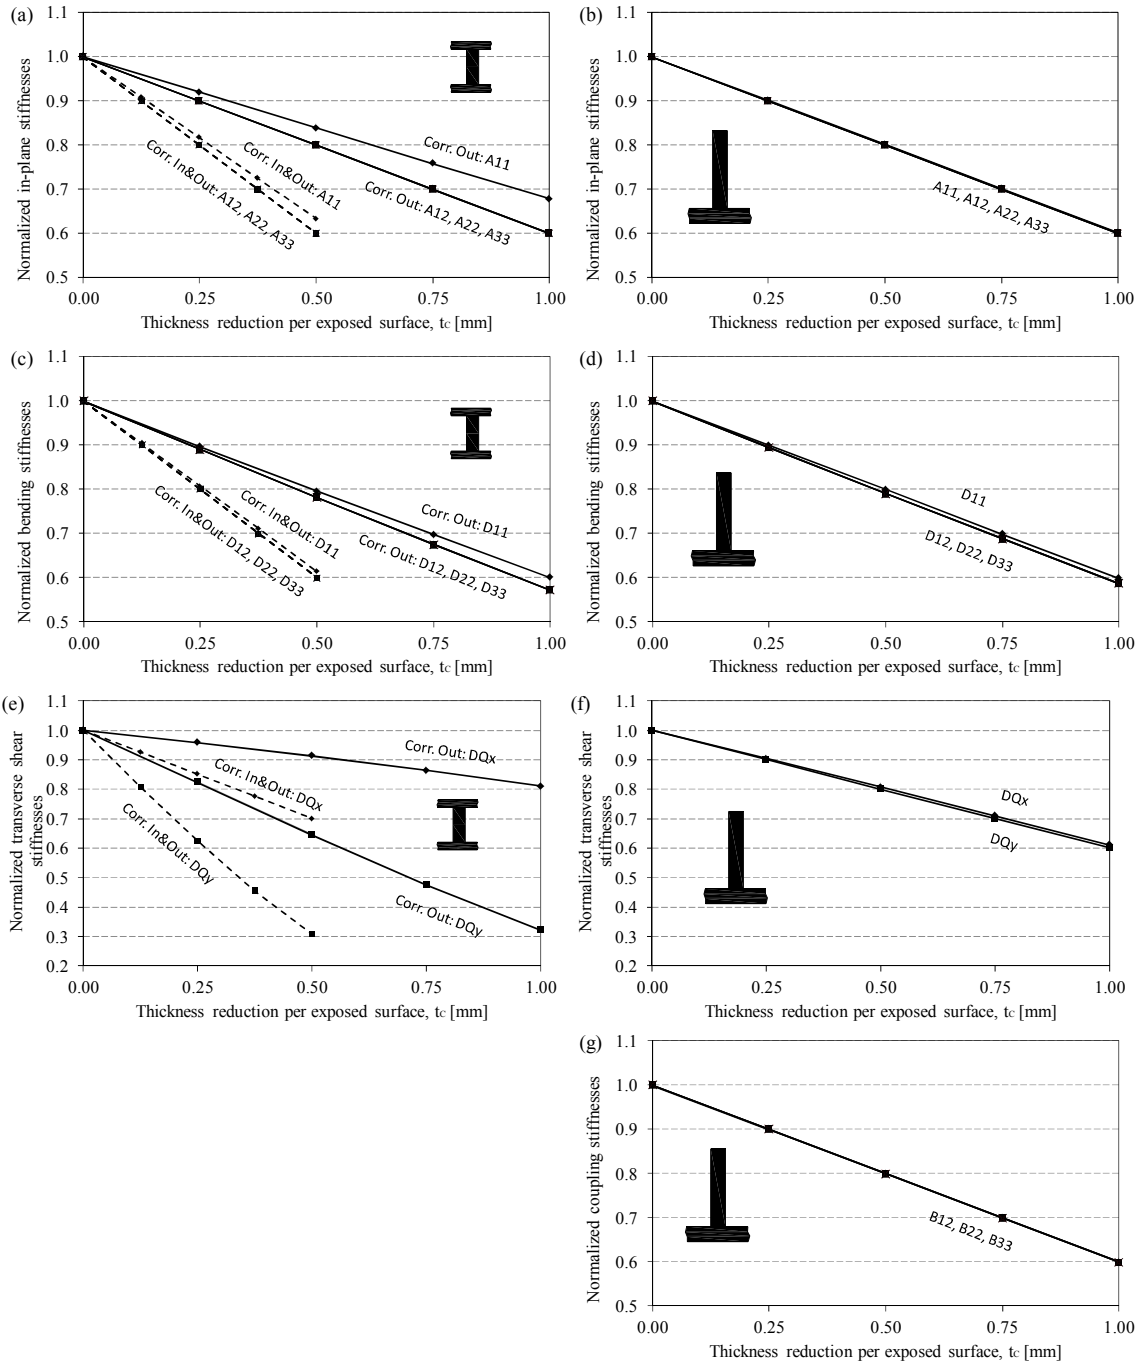 (a)
1.1
1.0
0.9
0.8
0.7
0.6
0.5
Normalized in-plane stiffnesses
Corr. Out: A11
Corr. In&Out: A11
Corr. In&Out: A12, A22, A33
Corr. Out: A12, A22, A33
0.00 0.25 0.50 0.75 1.00
Thickness reduction per exposed surface, tc [mm]
(b)
1.1
1.0
0.9
0.8
0.7
0.6
0.5
Normalized in-plane stiffnesses
A11, A12, A22, A33
0.00 0.25 0.50 0.75 1.00
Thickness reduction per exposed surface, tc [mm]
(c)
1.1
1.0
0.9
0.8
0.7
0.6
0.5
Normalized bending stiffnesses
Corr. Out: D11
Corr. In&Out: D11
Corr. In&Out: D12, D22, D33
Corr. Out: D12, D22, D33
0.00 0.25 0.50 0.75 1.00
Thickness reduction per exposed surface, tc [mm]
(d)
1.1
1.0
0.9
0.8
0.7
0.6
0.5
Normalized bending stiffnesses
D11
D12, D22, D33
0.00 0.25 0.50 0.75 1.00
Thickness reduction per exposed surface, tc [mm]
(e)
1.1
1.0
0.9
0.8
0.7
0.6
0.5
0.4
0.3
0.2
Normalized transverse shear
stiffnesses
Corr. Out: DQx
Corr. In&Out: DQx
Corr. In&Out: DQy
Corr. Out: DQy
0.00 0.25 0.50 0.75 1.00
Thickness reduction per exposed surface, tc [mm]
(f)
1.1
1.0
0.9
0.8
0.7
0.6
0.5
0.4
0.3
0.2
Normalized transverse shear
stiffnesses
DQx
DQy
0.00 0.25 0.50 0.75 1.00
Thickness reduction per exposed surface, tc [mm]
(g)
1.1
1.0
0.9
0.8
0.7
0.6
0.5
Normalized coupling stiffnesses
B12, B22, B33
0.00 0.25 0.50 0.75 1.00
Thickness reduction per exposed surface, tc [mm]